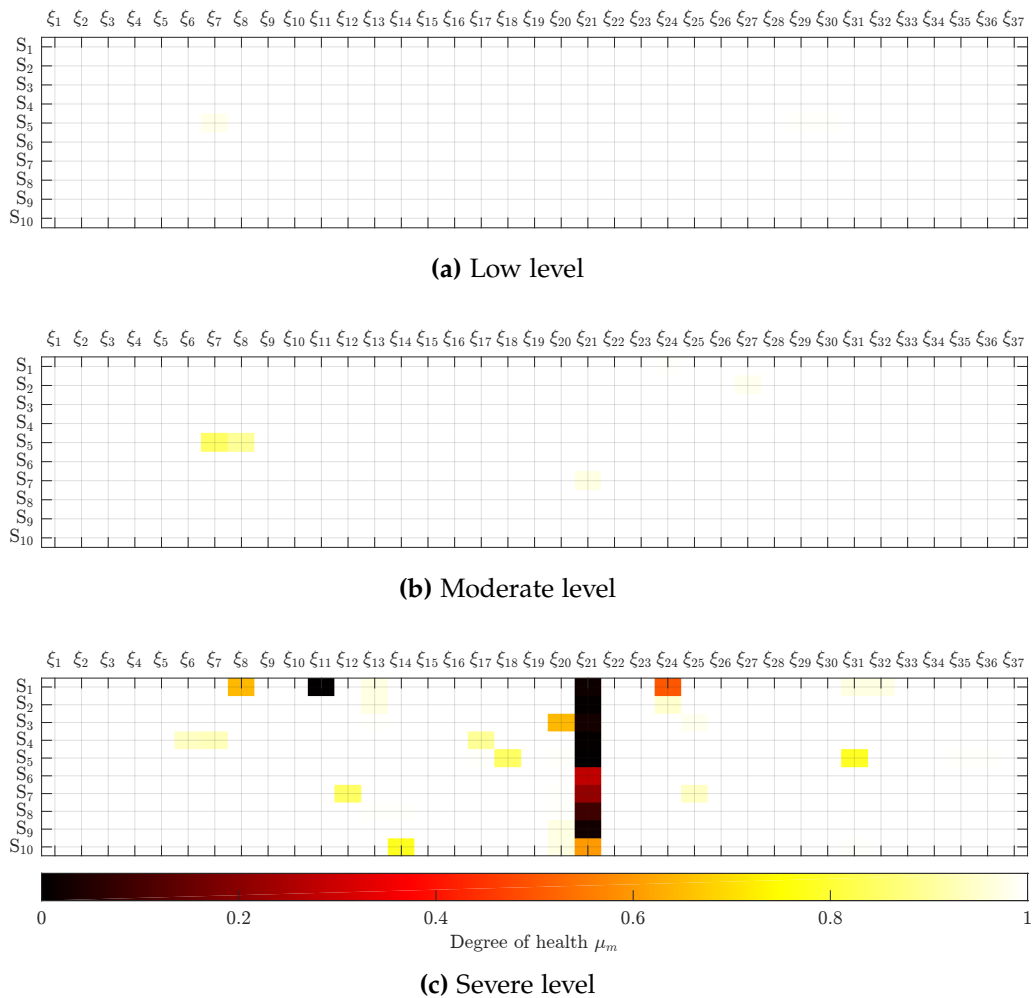 ξ1 ξ2 ξ3 ξ4 ξ5 ξ6 ξ7 ξ8 ξ9 ξ10 ξ11 ξ12 ξ13 ξ14 ξ15 ξ16 ξ17 ξ18 ξ19 ξ20 ξ21 ξ22 ξ23 ξ24 ξ25 ξ26 ξ27 ξ28 ξ29 ξ30 ξ31 ξ32 ξ33 ξ34 ξ35 ξ36 ξ37
S1
S2
S3
S4
S5
S6
S7
S8
S9
S10
(a) Low level
ξ1 ξ2 ξ3 ξ4 ξ5 ξ6 ξ7 ξ8 ξ9 ξ10 ξ11 ξ12 ξ13 ξ14 ξ15 ξ16 ξ17 ξ18 ξ19 ξ20 ξ21 ξ22 ξ23 ξ24 ξ25 ξ26 ξ27 ξ28 ξ29 ξ30 ξ31 ξ32 ξ33 ξ34 ξ35 ξ36 ξ37
S1
S2
S3
S4
S5
S6
S7
S8
S9
S10
(b) Moderate level
ξ1 ξ2 ξ3 ξ4 ξ5 ξ6 ξ7 ξ8 ξ9 ξ10 ξ11 ξ12 ξ13 ξ14 ξ15 ξ16 ξ17 ξ18 ξ19 ξ20 ξ21 ξ22 ξ23 ξ24 ξ25 ξ26 ξ27 ξ28 ξ29 ξ30 ξ31 ξ32 ξ33 ξ34 ξ35 ξ36 ξ37
S1
S2
S3
S4
S5
S6
S7
S8
S9
S10
0 0.2 0.4 0.6 0.8 1
Degree of health μm
(c) Severe level